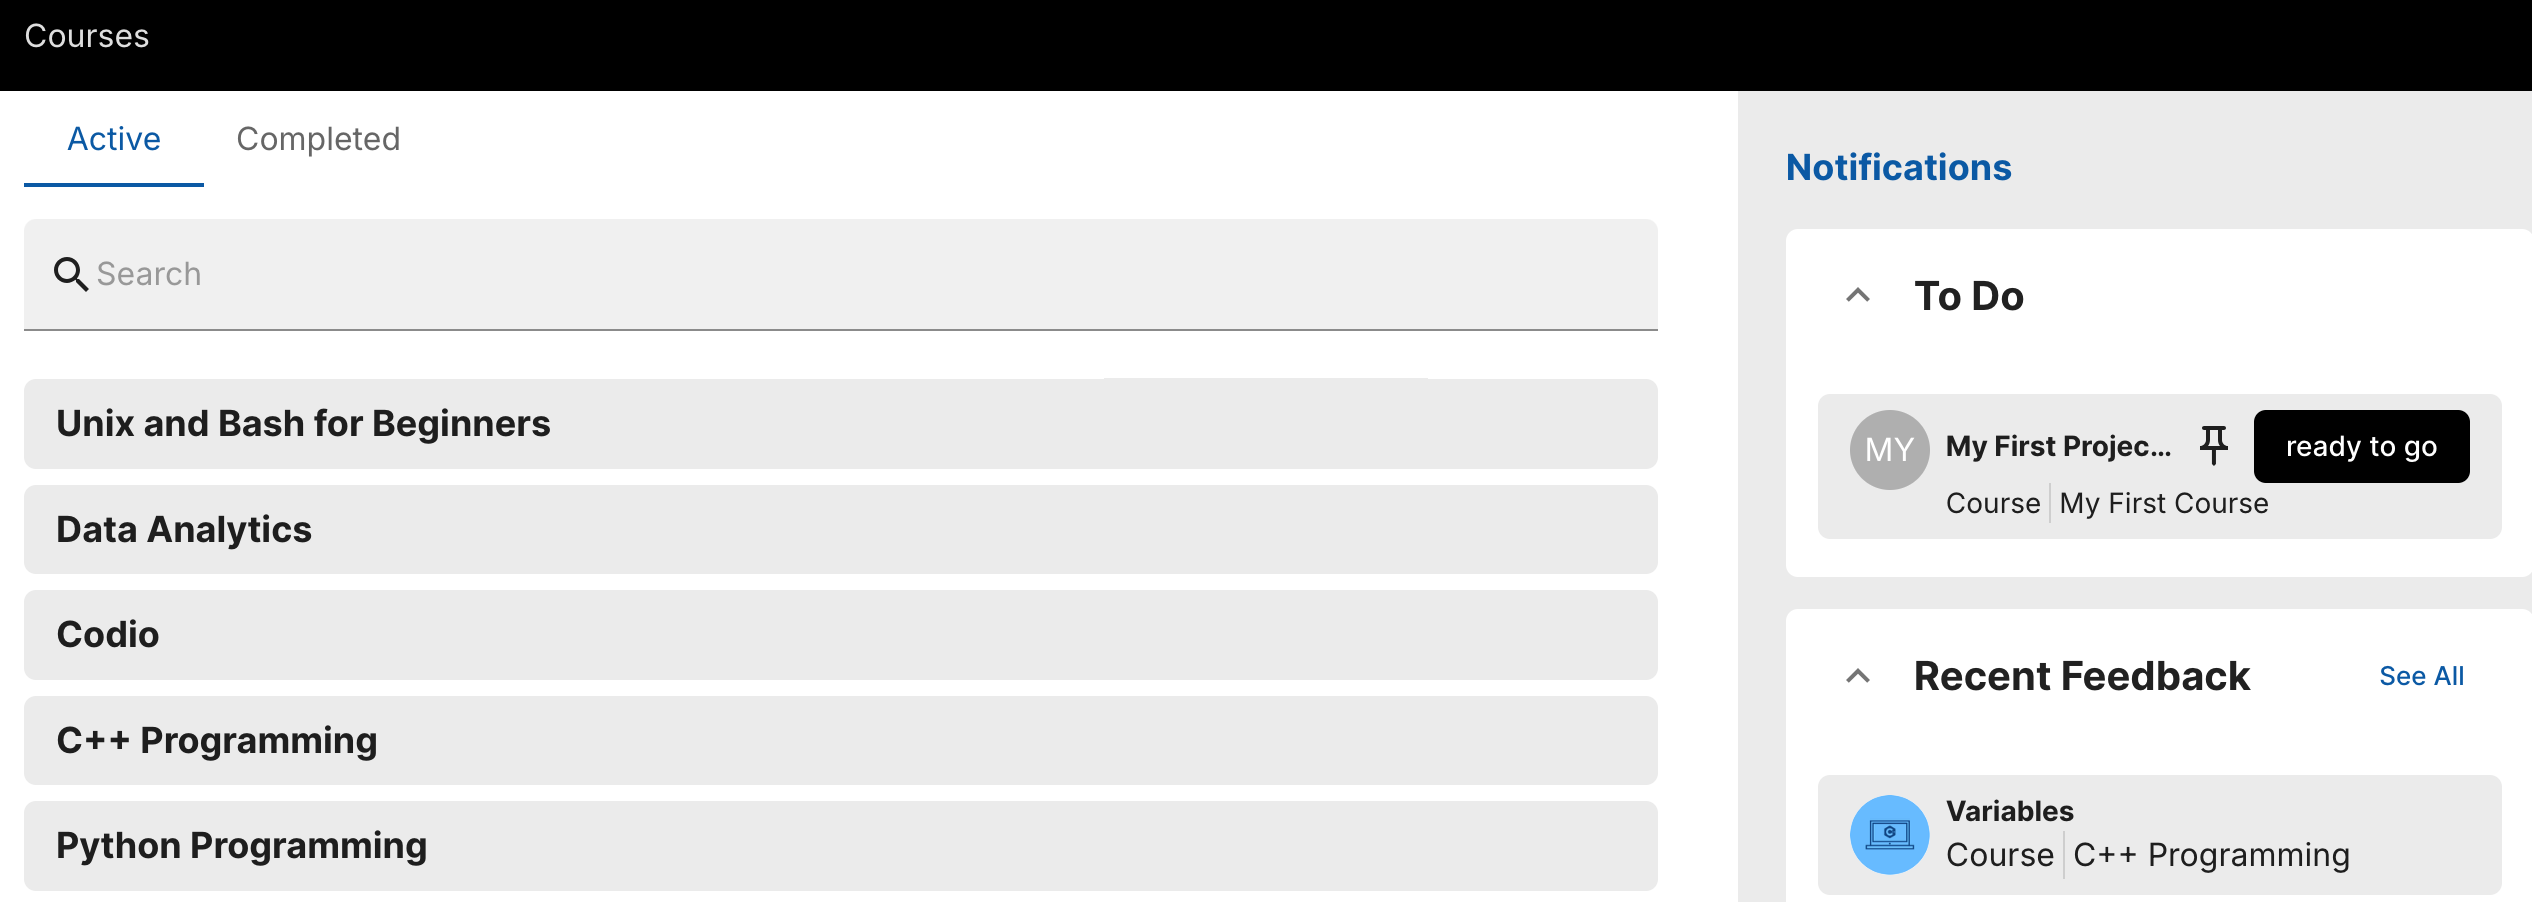 Courses
Active Completed
Search
Unix and Bash for Beginners
Data Analytics
Codio
C++ Programming
Python Programming
Notifications
To Do
MY My First Projec... ready to go
Course My First Course
Recent Feedback See All
Variables
Course C++ Programming